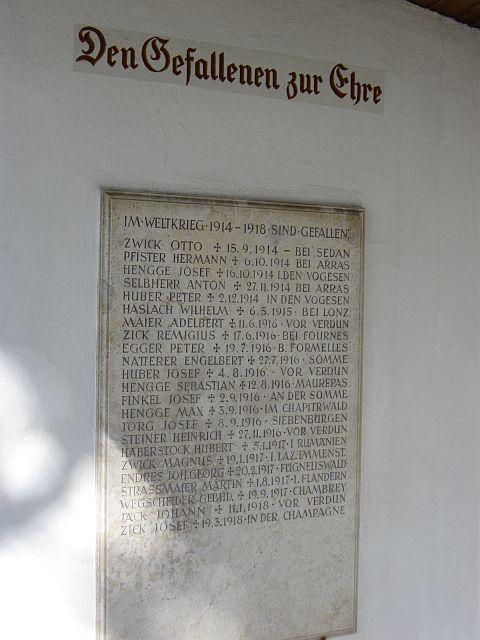 Den Gefallenen zur Ehre
IM·WELTKRIEG·1914–1918·SIND·GEFALLEN:
ZWICK OTTO + 15.9.1914 – BEI SEDAN
PFISTER HERMANN + 6.10.1914 BEI ARRAS
HENGGE JOSEF + 16.10.1914 I.DEN VOGESEN
SELBHERR ANTON + 27.11.1914 BEI ARRAS
HUBER PETER + 2.12.1914 IN DEN VOGESEN
HASLACH WILHELM + 6.5.1915 · BEI LONZ
MAIER ADELBERT + 11.6.1916 · VOR VERDUN
ZICK REMIGIUS + 17.6.1916 · BEI FOURNES
EGGER PETER + 19.7.1916 · B. FORMELLES
NATTERER ENGELBERT + 27.7.1916 · SOMME
HUBER JOSEF + 4.8.1916 · VOR VERDUN
HENGGE SEBASTIAN + 12.8.1916 · MAUREPAS
FINKEL JOSEF + 2.9.1916 · AN DER SOMME
HENGGE MAX + 3.9.1916 · IM CHAPITRWALD
JÖRG JOSEF + 8.9.1916 · SIEBENBÜRGEN
STEINER HEINRICH + 27.11.1916 · VOR VERDUN
HABERSTOCK HUBERT + 5.1.1917 · I. RUMÄNIEN
ZWICK MAGNUS + 19.1.1917 · I. LAZ. IMMENST.
ENDRES JOH.GEORG + 20.2.1917 ·
STRASSMAIER MARTIN + 1.8.1917 · I. FLANDERN
WEGSCHEIDER GEBHD. + 19.9.1917 · CHAMBREY
JACK JOHANN + 11.1.1918 · VOR VERDUN
ZICK JOSEF + 19.3.1918 · IN DER CHAMPAGNE